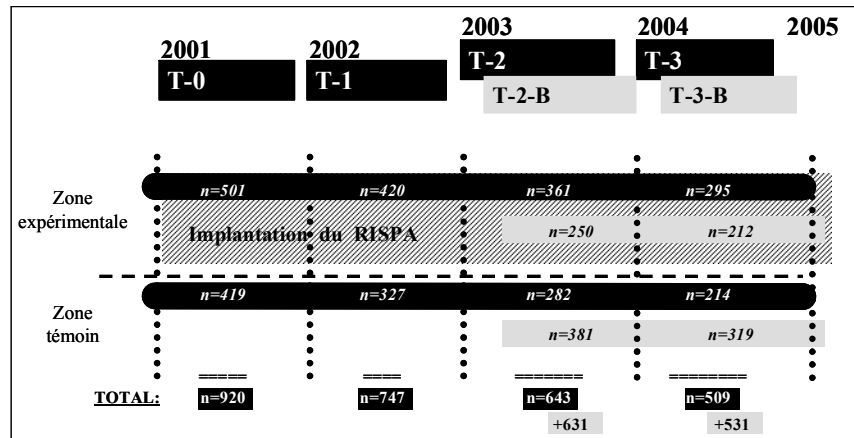 2001 2002 2003 2004 2005
T-0 T-1 T-2 T-3
T-2-B T-3-B
Zone expérimentale
n=501 n=420 n=361 n=295
Implantation du RISPA
n=250 n=212
Zone témoin
n=419 n=327 n=282 n=214
n=381 n=319
===== ==== ======= ========
TOTAL: n=920 n=747 n=643 n=509
+631 +531